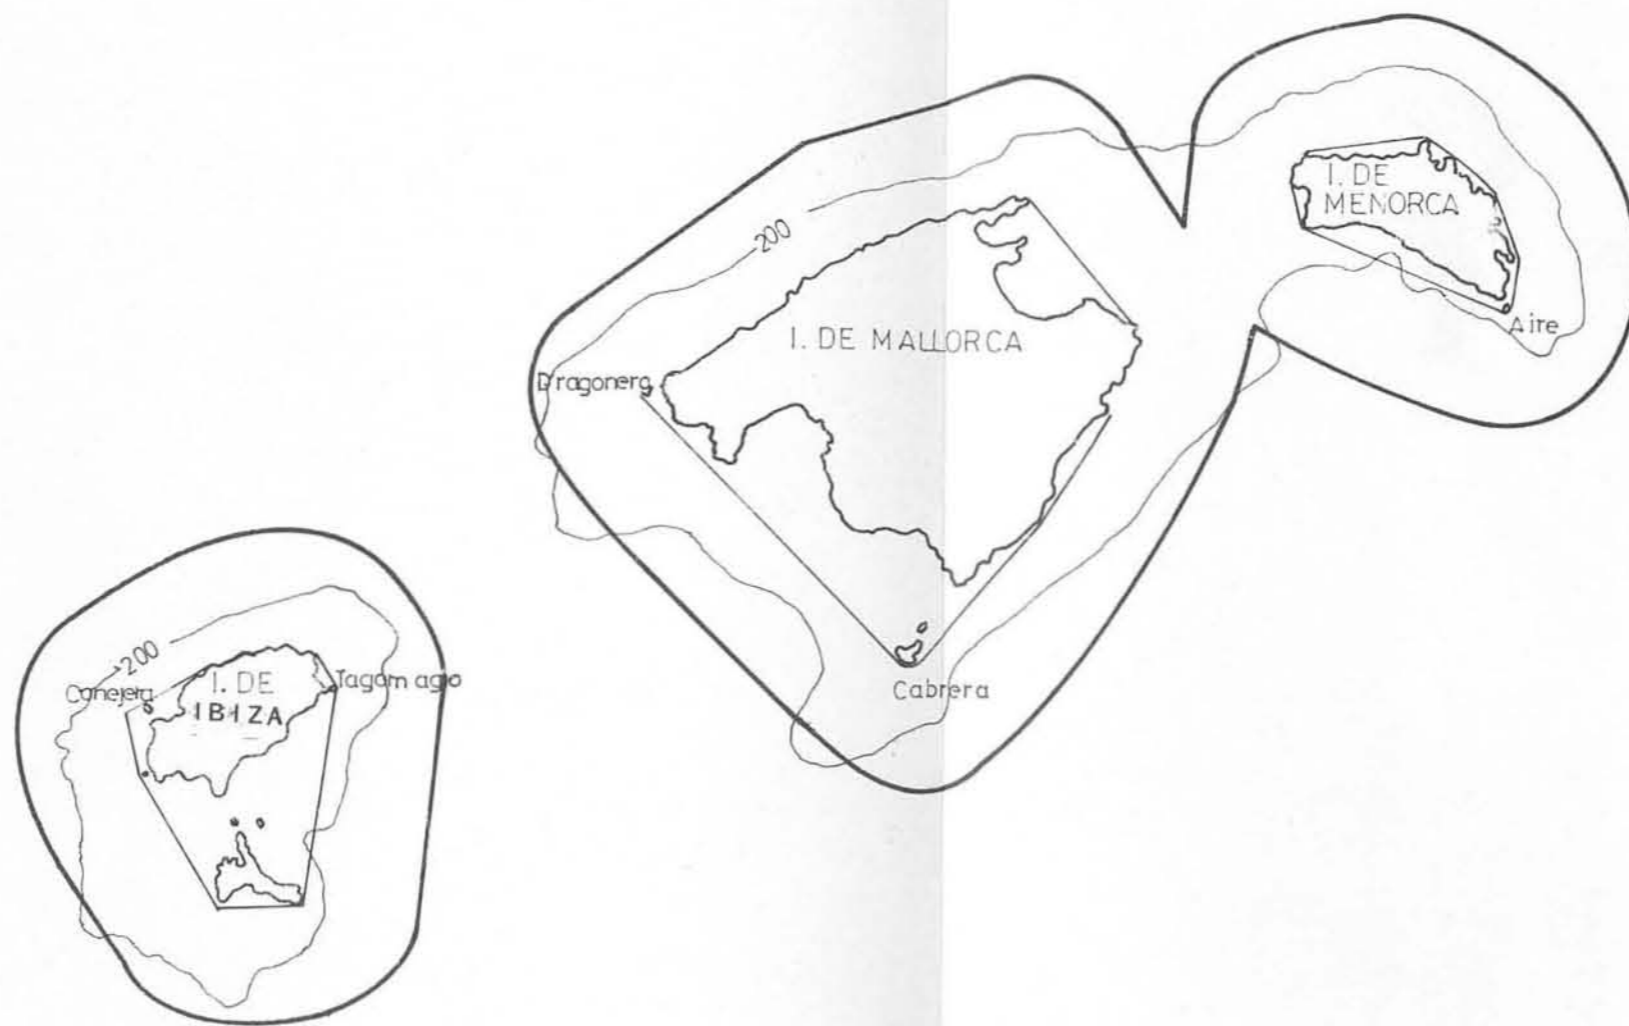 I. DE
MENORCA
200
I. DE MALLORCA
Aire
Dragonera
200
Conejera
I. DE
IBIZA
Tagomago
Cabrera